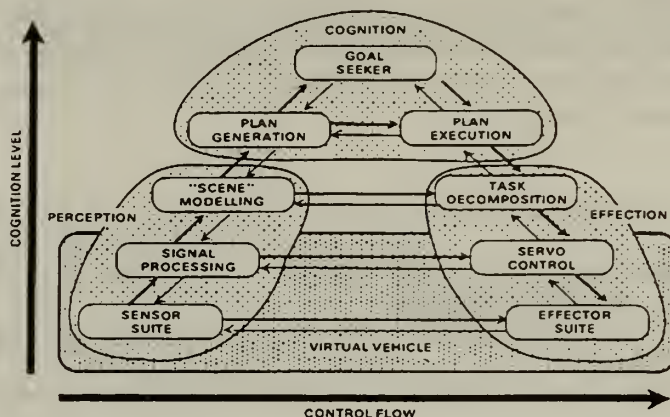 COGNITION
GOAL
SEEKER
PLAN
GENERATION
PLAN
EXECUTION
"SCENE"
MODELLING
TASK
DECOMPOSITION
PERCEPTION
EFFECTION
SIGNAL
PROCESSING
SERVO
CONTROL
SENSOR
SUITE
EFFECTOR
SUITE
VIRTUAL VEHICLE
COGNITION LEVEL
CONTROL FLOW